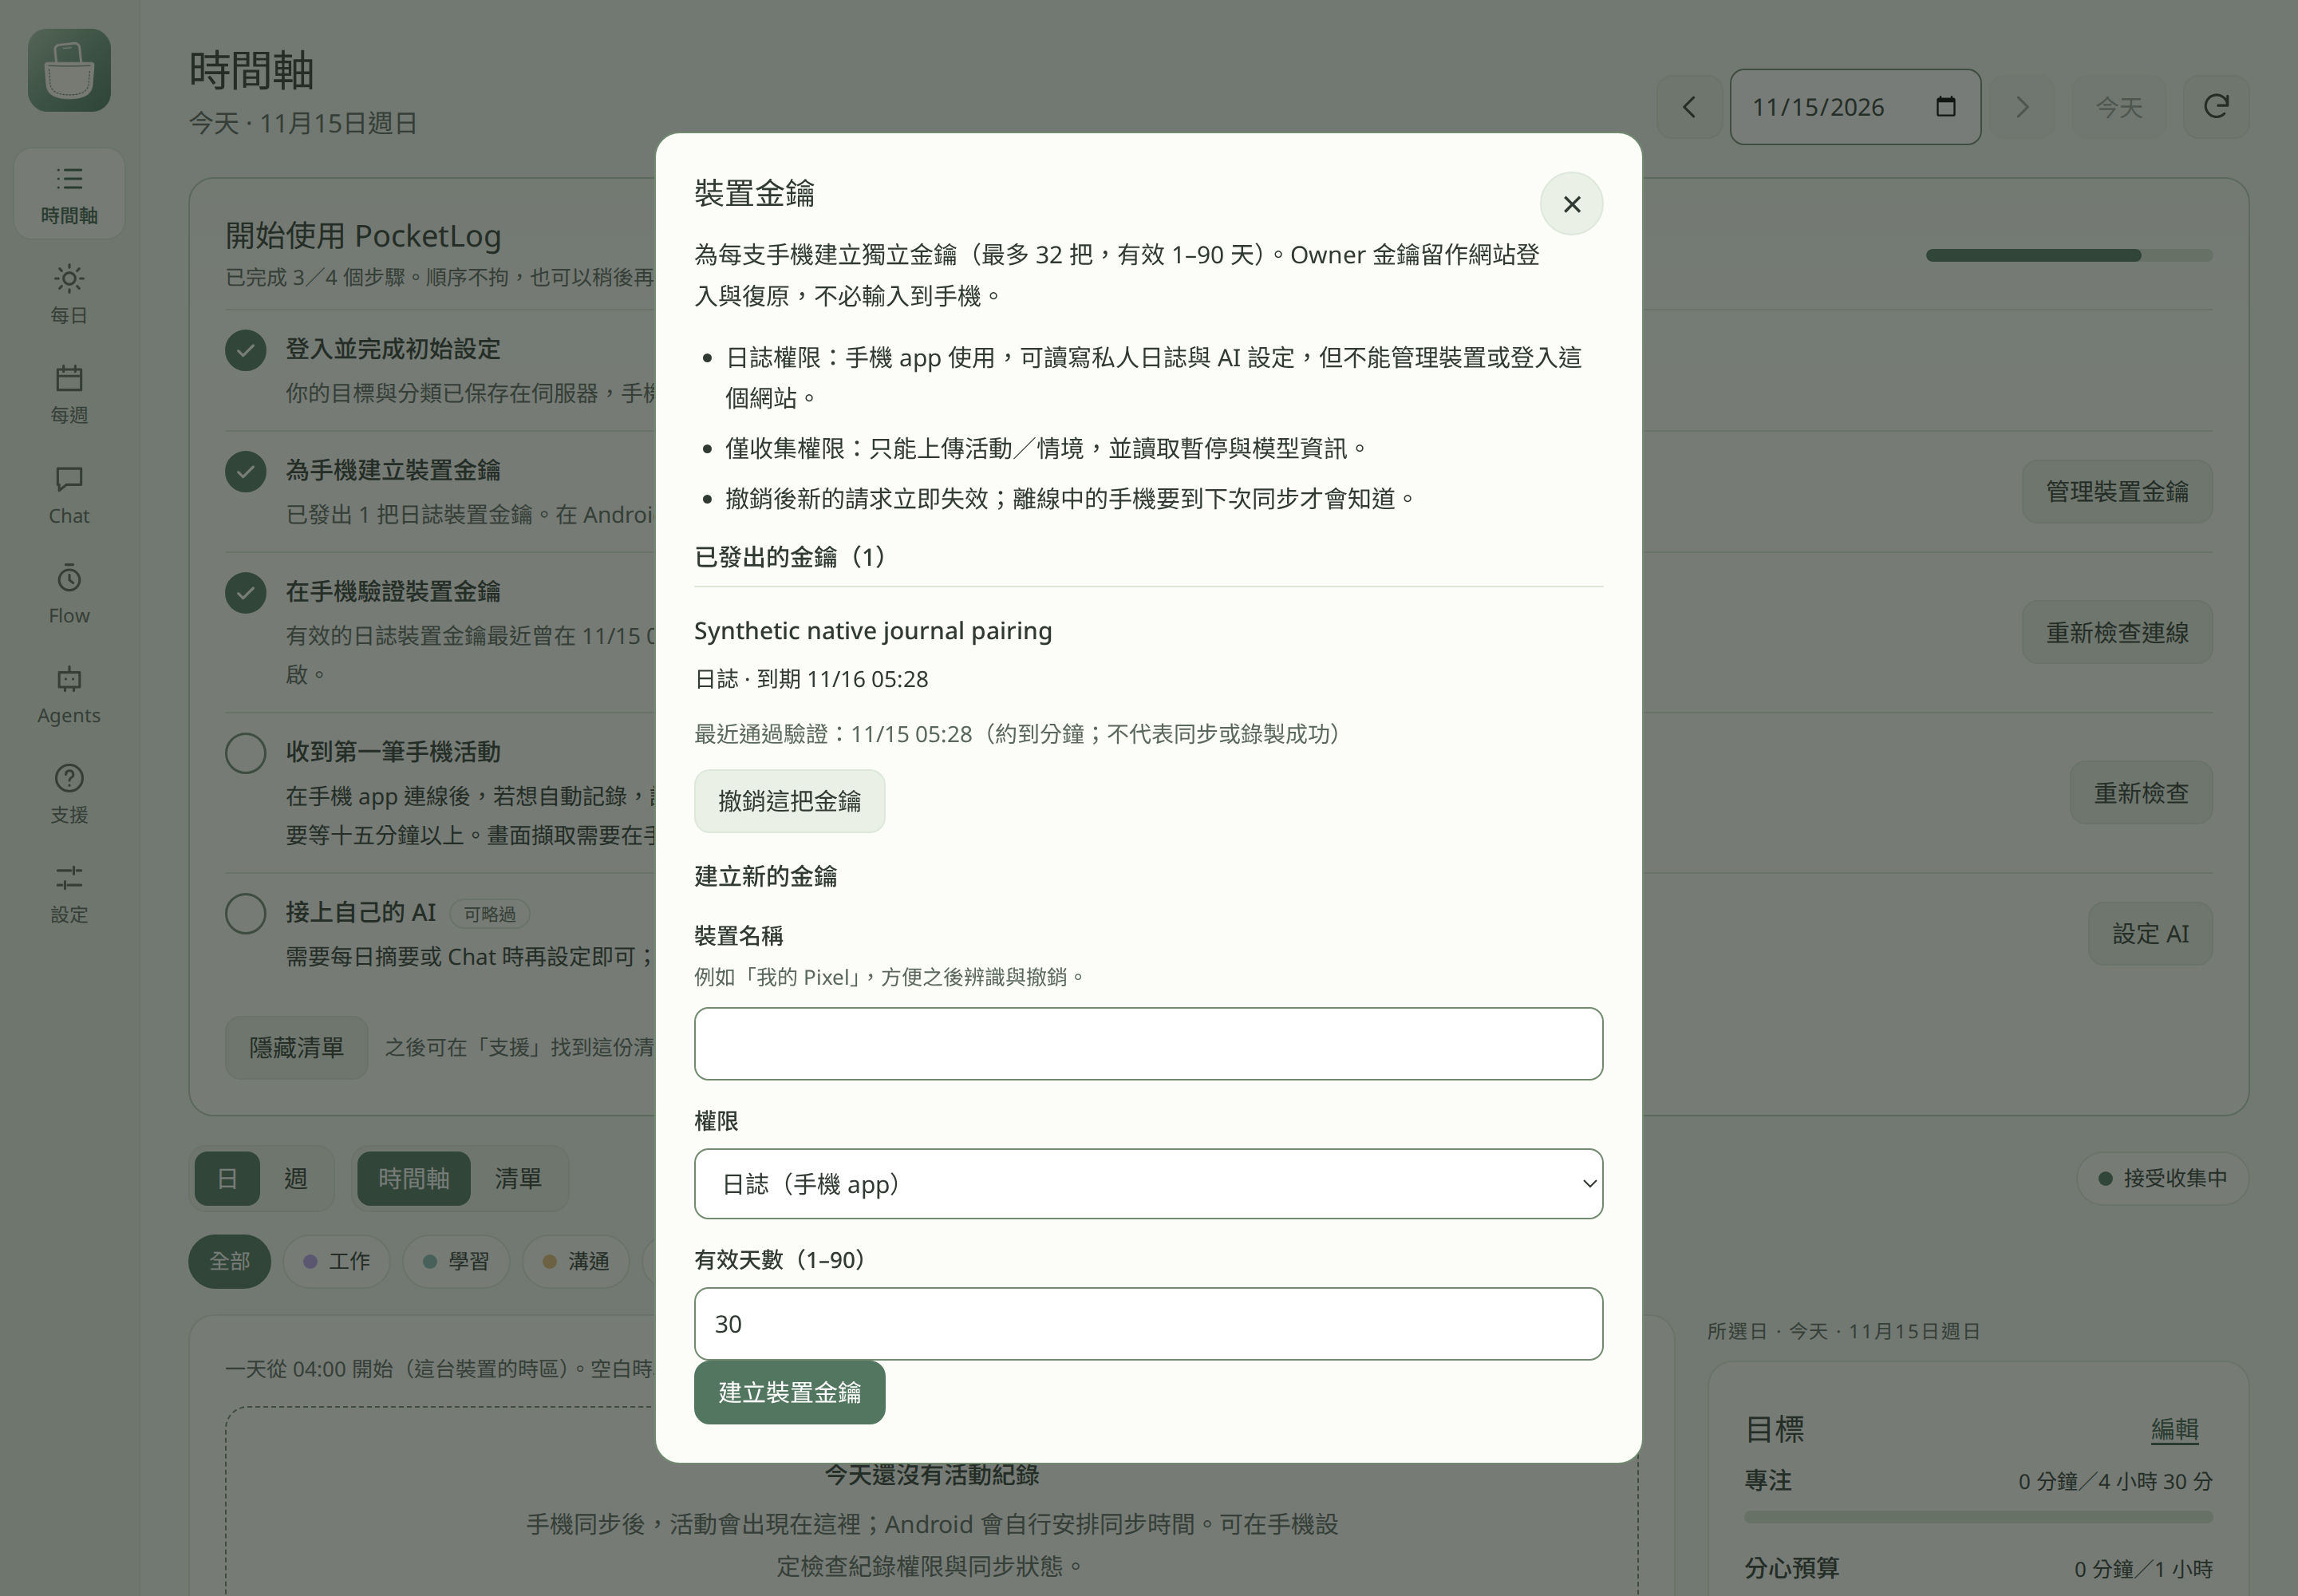 時間軸
每日
每週
Chat
Flow
Agents
支援
設定
時間軸
今天 · 11月15日週日
11/15/2026
今天
開始使用 PocketLog
已完成 3／4 個步驟。順序不拘，也可以稍後再
登入並完成初始設定
你的目標與分類已保存在伺服器，手機
為手機建立裝置金鑰
已發出 1 把日誌裝置金鑰。在 Androi
管理裝置金鑰
在手機驗證裝置金鑰
有效的日誌裝置金鑰最近曾在 11/15 0
啟。
重新檢查連線
收到第一筆手機活動
在手機 app 連線後，若想自動記錄，
要等十五分鐘以上。畫面擷取需要在手
重新檢查
接上自己的 AI 可略過
需要每日摘要或 Chat 時再設定即可；
設定 AI
隱藏清單 之後可在「支援」找到這份清
裝置金鑰
為每支手機建立獨立金鑰（最多 32 把，有效 1–90 天）。Owner 金鑰留作網站登
入與復原，不必輸入到手機。
• 日誌權限：手機 app 使用，可讀寫私人日誌與 AI 設定，但不能管理裝置或登入這
個網站。
• 僅收集權限：只能上傳活動／情境，並讀取暫停與模型資訊。
• 撤銷後新的請求立即失效；離線中的手機要到下次同步才會知道。
已發出的金鑰（1）
Synthetic native journal pairing
日誌 · 到期 11/16 05:28
最近通過驗證：11/15 05:28（約到分鐘；不代表同步或錄製成功）
撤銷這把金鑰
建立新的金鑰
裝置名稱
例如「我的 Pixel」，方便之後辨識與撤銷。
權限
日誌（手機 app）
有效天數（1–90）
30
建立裝置金鑰
日 週 時間軸 清單
接受收集中
全部 工作 學習 溝通
一天從 04:00 開始（這台裝置的時區）。空白時
今天還沒有活動紀錄
手機同步後，活動會出現在這裡；Android 會自行安排同步時間。可在手機設
定檢查紀錄權限與同步狀態。
所選日 · 今天 · 11月15日週日
目標 編輯
專注 0 分鐘／4 小時 30 分
分心預算 0 分鐘／1 小時